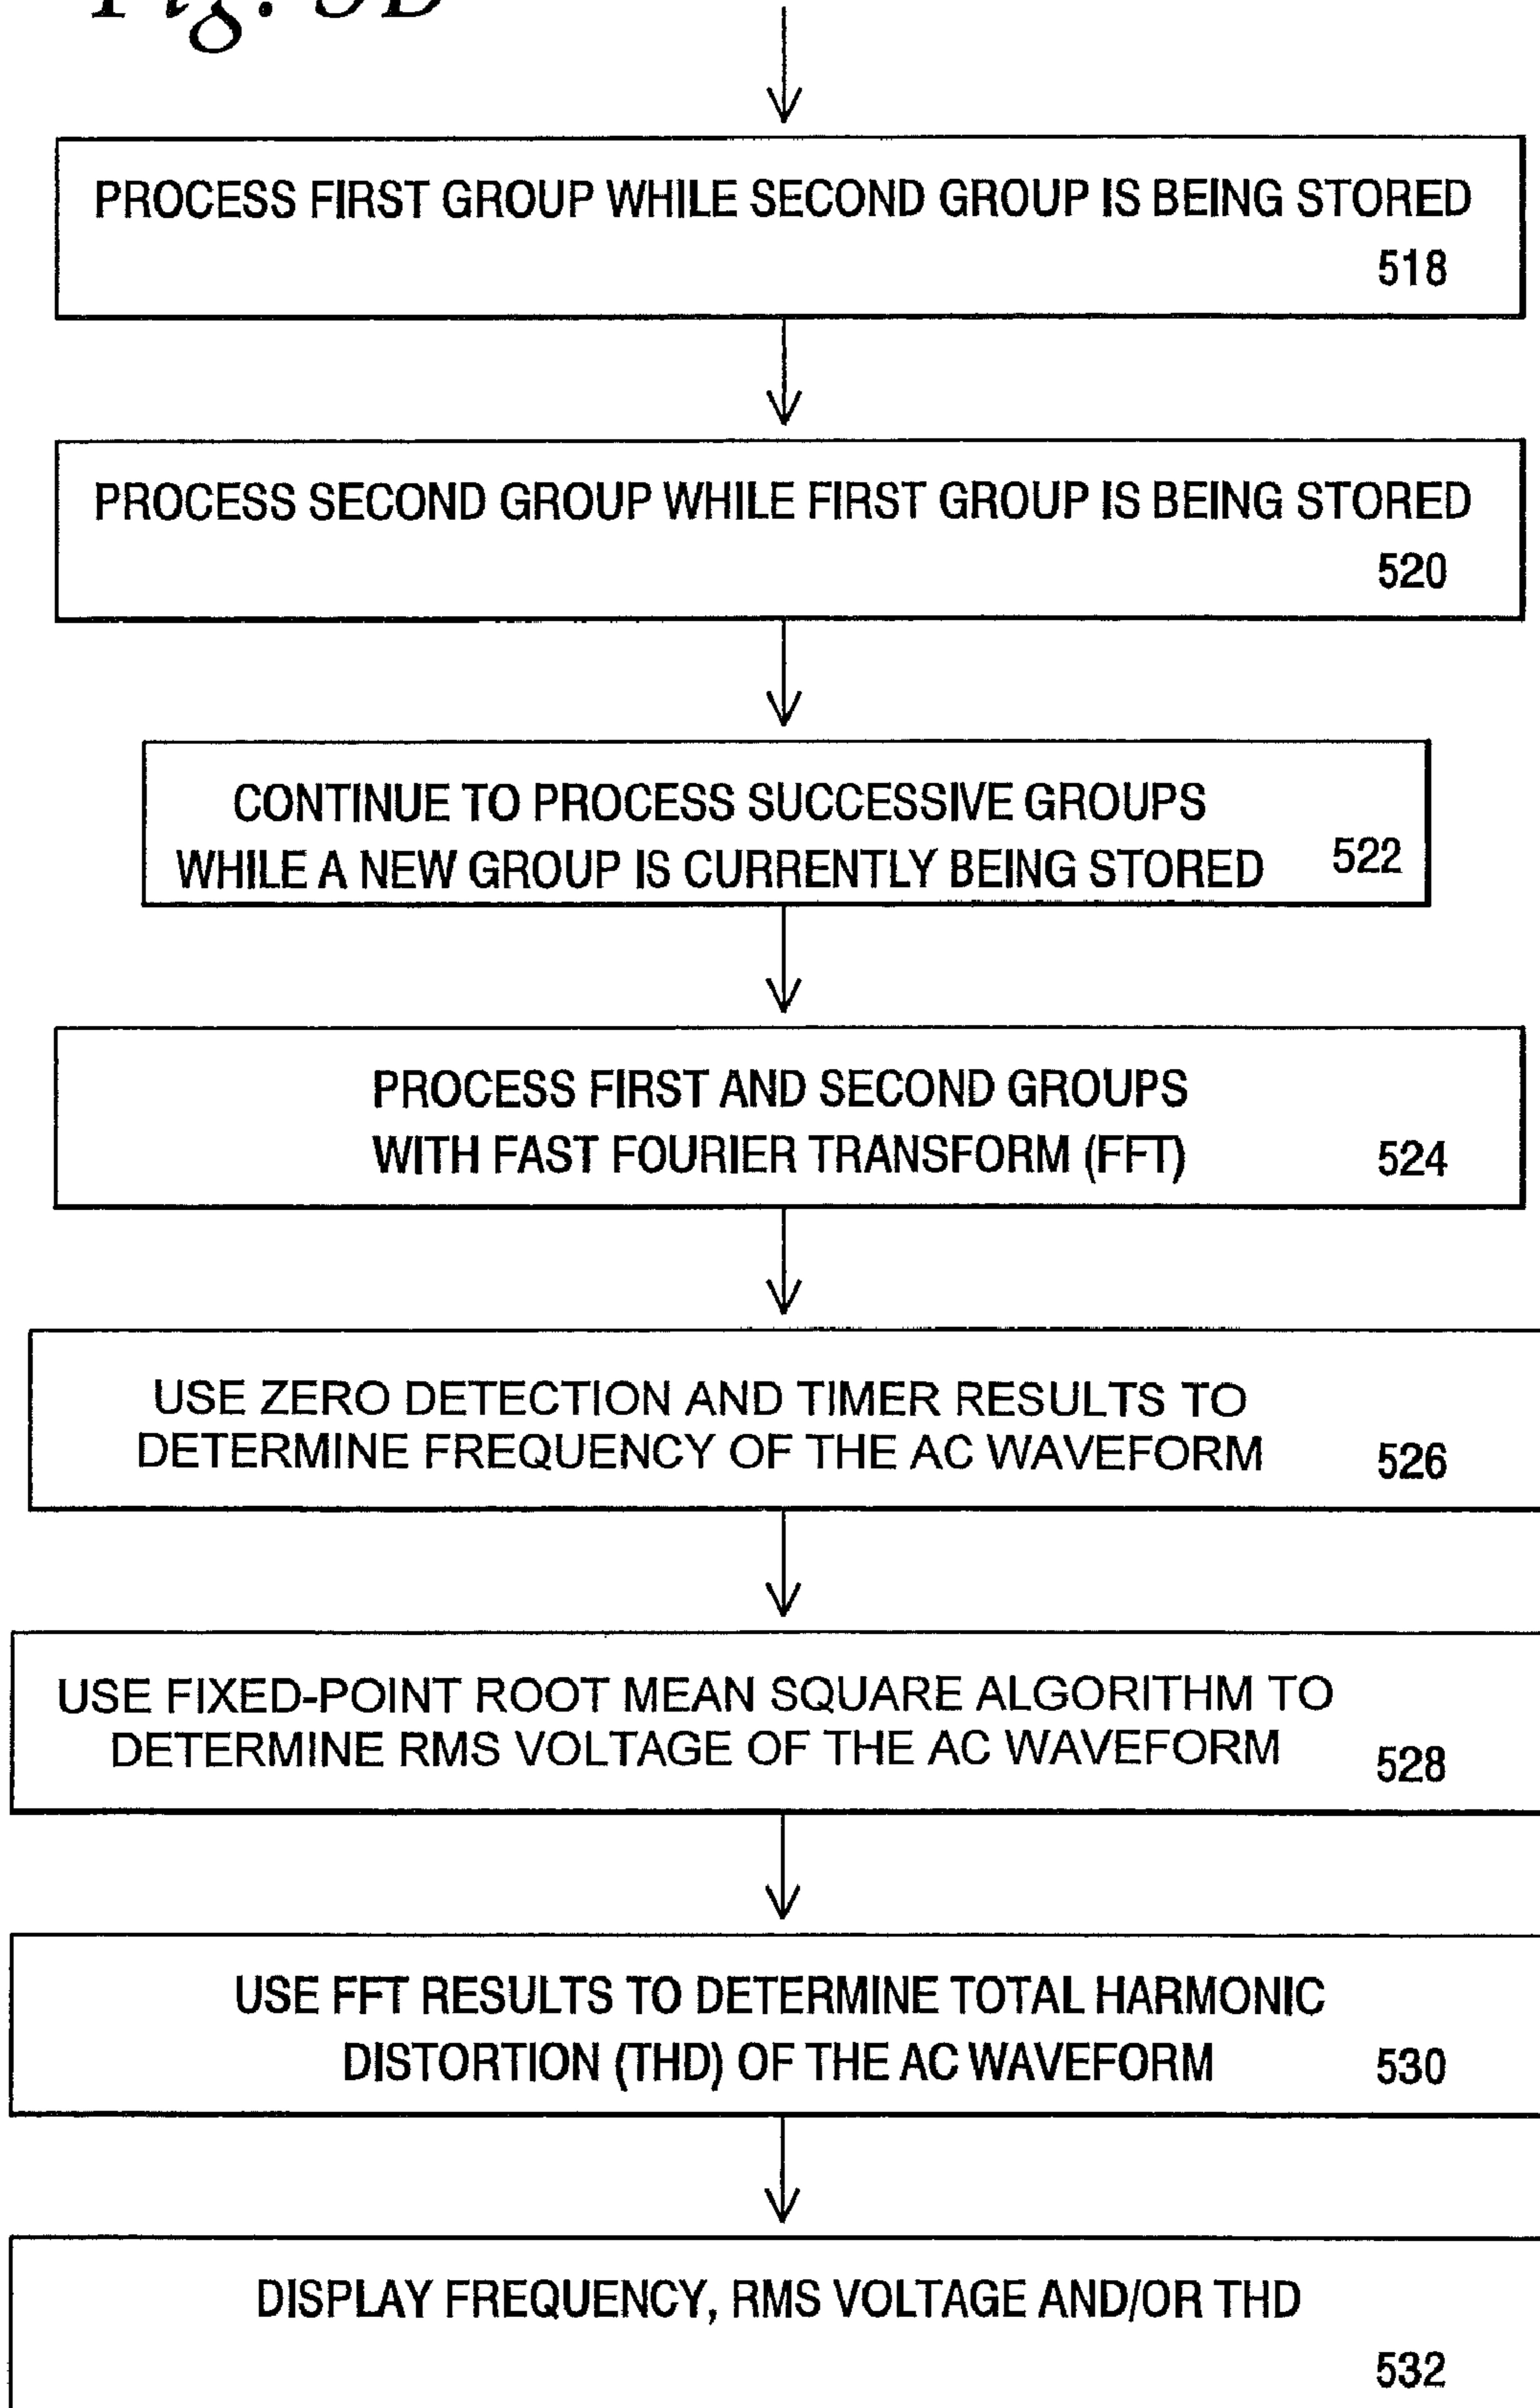 Fig. 5B
PROCESS FIRST GROUP WHILE SECOND GROUP IS BEING STORED
518
PROCESS SECOND GROUP WHILE FIRST GROUP IS BEING STORED
520
CONTINUE TO PROCESS SUCCESSIVE GROUPS
WHILE A NEW GROUP IS CURRENTLY BEING STORED 522
PROCESS FIRST AND SECOND GROUPS
WITH FAST FOURIER TRANSFORM (FFT) 524
USE ZERO DETECTION AND TIMER RESULTS TO
DETERMINE FREQUENCY OF THE AC WAVEFORM 526
USE FIXED-POINT ROOT MEAN SQUARE ALGORITHM TO
DETERMINE RMS VOLTAGE OF THE AC WAVEFORM 528
USE FFT RESULTS TO DETERMINE TOTAL HARMONIC
DISTORTION (THD) OF THE AC WAVEFORM 530
DISPLAY FREQUENCY, RMS VOLTAGE AND/OR THD
532